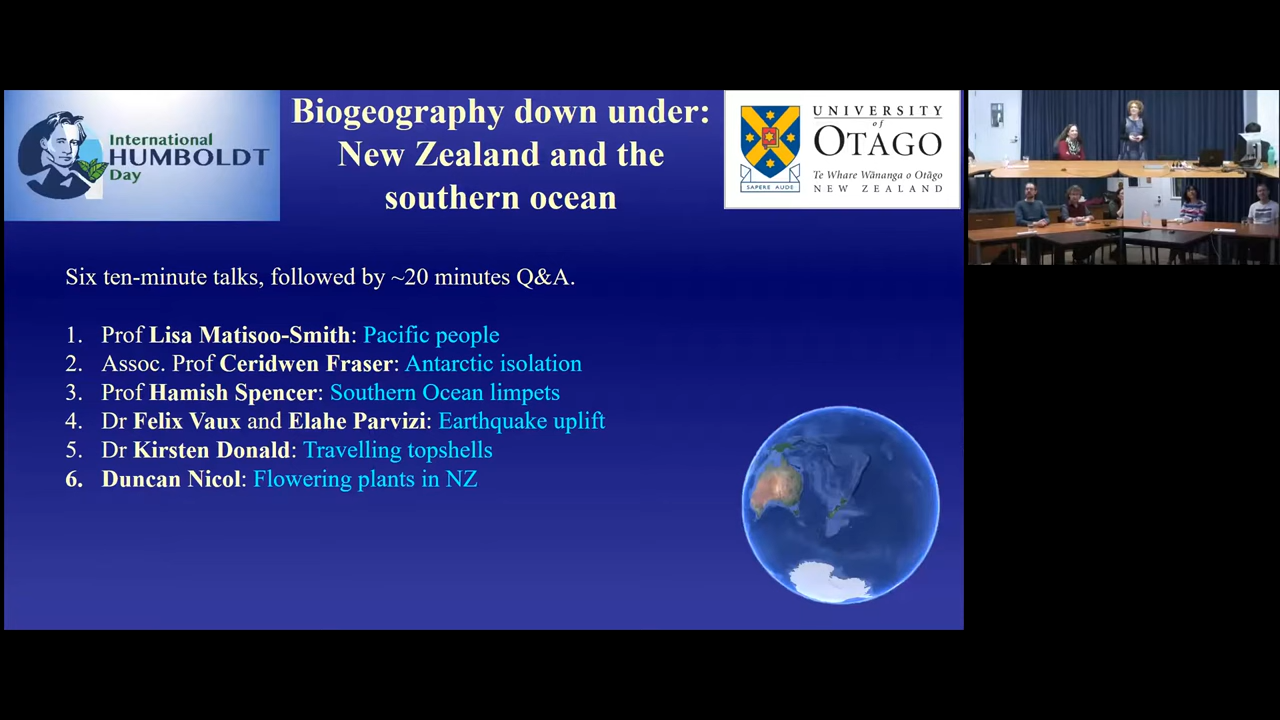 International
HUMBOLDT
Day
Biogeography down under:
New Zealand and the
southern ocean
UNIVERSITY
of
OTAGO
Te Whare Wānanga o Otāgo
NEW ZEALAND
SAPERE AUDE
Six ten-minute talks, followed by ~20 minutes Q&A.
1. Prof Lisa Matisoo-Smith: Pacific people
2. Assoc. Prof Ceridwen Fraser: Antarctic isolation
3. Prof Hamish Spencer: Southern Ocean limpets
4. Dr Felix Vaux and Elahe Parvizi: Earthquake uplift
5. Dr Kirsten Donald: Travelling topshells
6. Duncan Nicol: Flowering plants in NZ